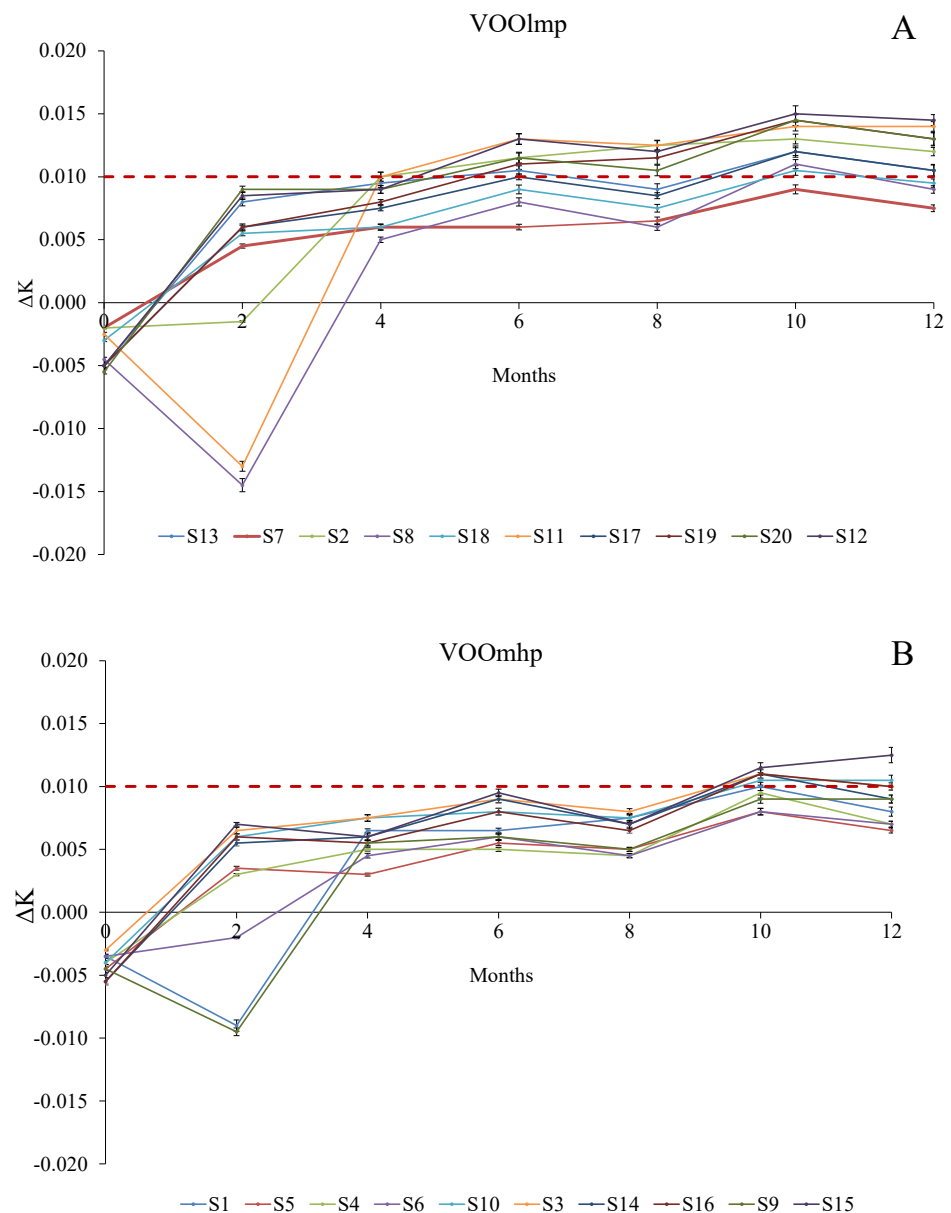 VOOlmp
A
0.020
0.015
0.010
0.005
0.000
-0.005
-0.010
-0.015
-0.020
ΔK
0 2 4 6 8 10 12
Months
S13 S7 S2 S8 S18 S11 S17 S19 S20 S12
VOOmhp
B
0.020
0.015
0.010
0.005
0.000
-0.005
-0.010
-0.015
-0.020
ΔK
0 2 4 6 8 10 12
Months
S1 S5 S4 S6 S10 S3 S14 S16 S9 S15